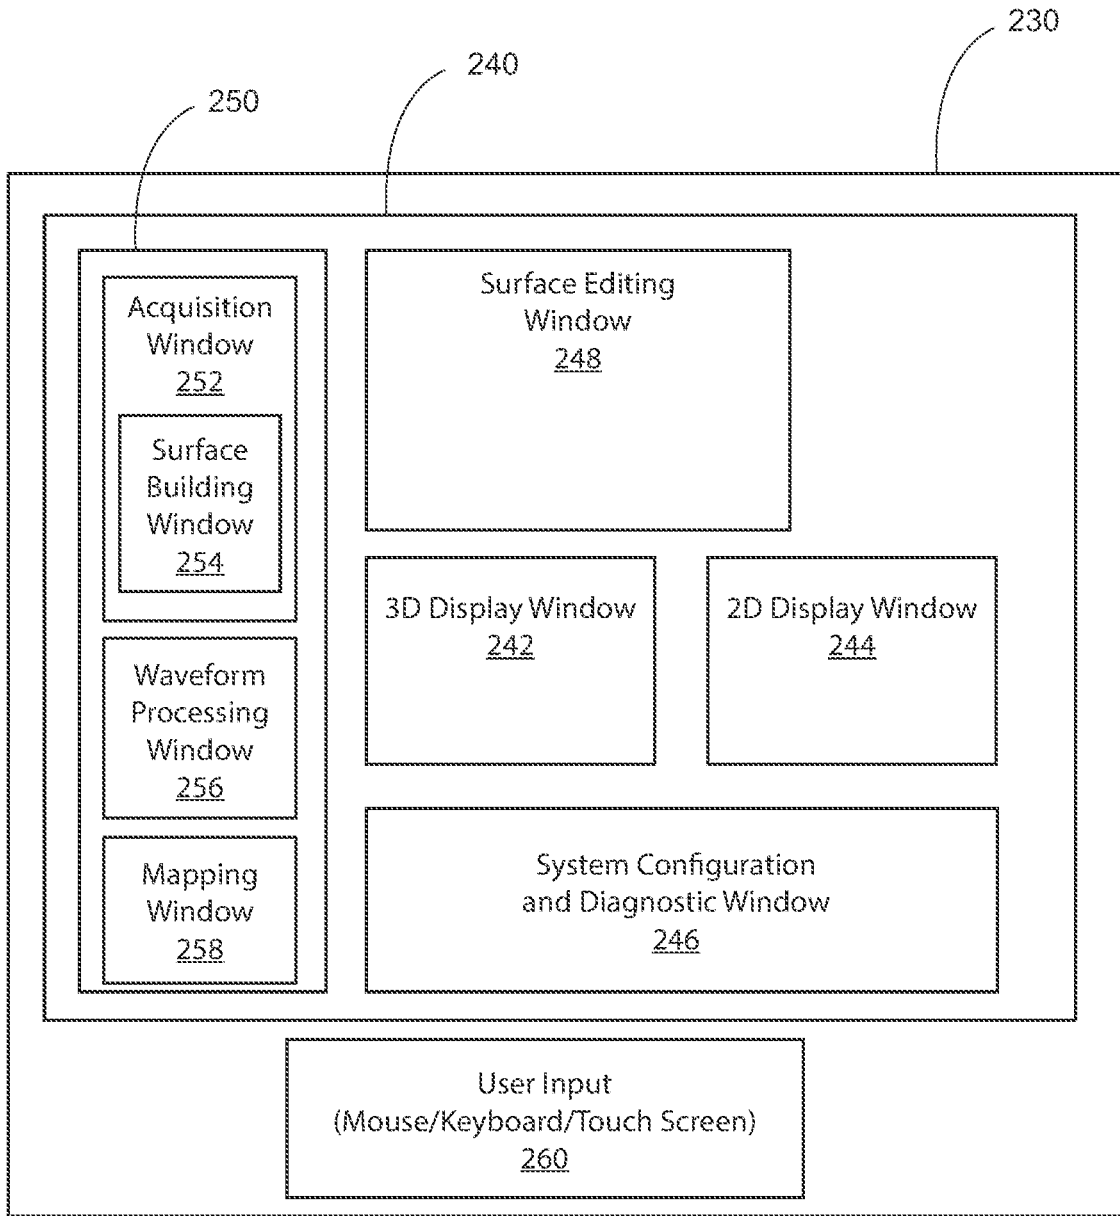 230
240
250
Acquisition
Window
252
Surface
Building
Window
254
Waveform
Processing
Window
256
Mapping
Window
258
Surface Editing
Window
248
3D Display Window
242
2D Display Window
244
System Configuration
and Diagnostic Window
246
User Input
(Mouse/Keyboard/Touch Screen)
260